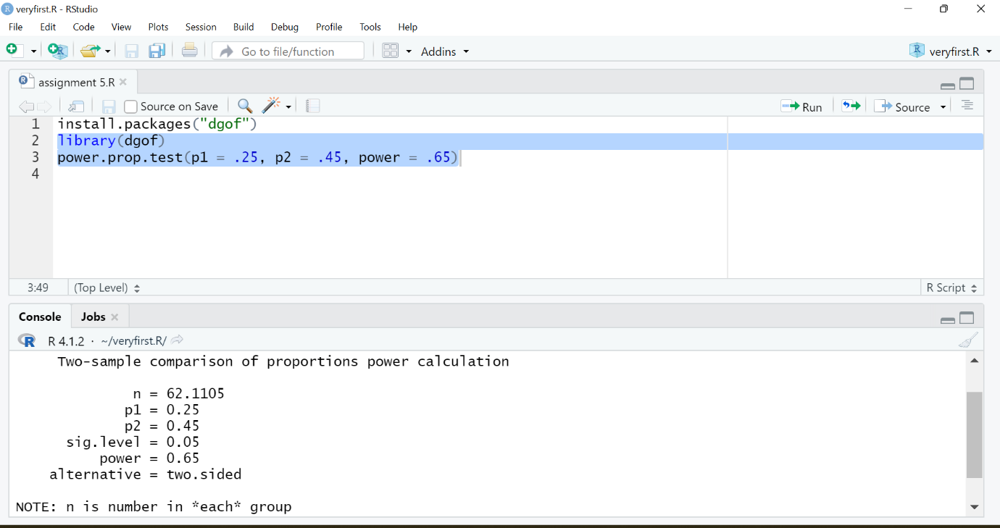 veryfirst.R - RStudio
File Edit Code View Plots Session Build Debug Profile Tools Help
Go to file/function Addins veryfirst.R
assignment 5.R
Source on Save Run Source
1 install.packages("dgof")
2 library(dgof)
3 power.prop.test(p1 = .25, p2 = .45, power = .65)
4
3:49 (Top Level) R Script
Console Jobs
R 4.1.2 · ~/veryfirst.R/
Two-sample comparison of proportions power calculation
n = 62.1105
p1 = 0.25
p2 = 0.45
sig.level = 0.05
power = 0.65
alternative = two.sided
NOTE: n is number in *each* group